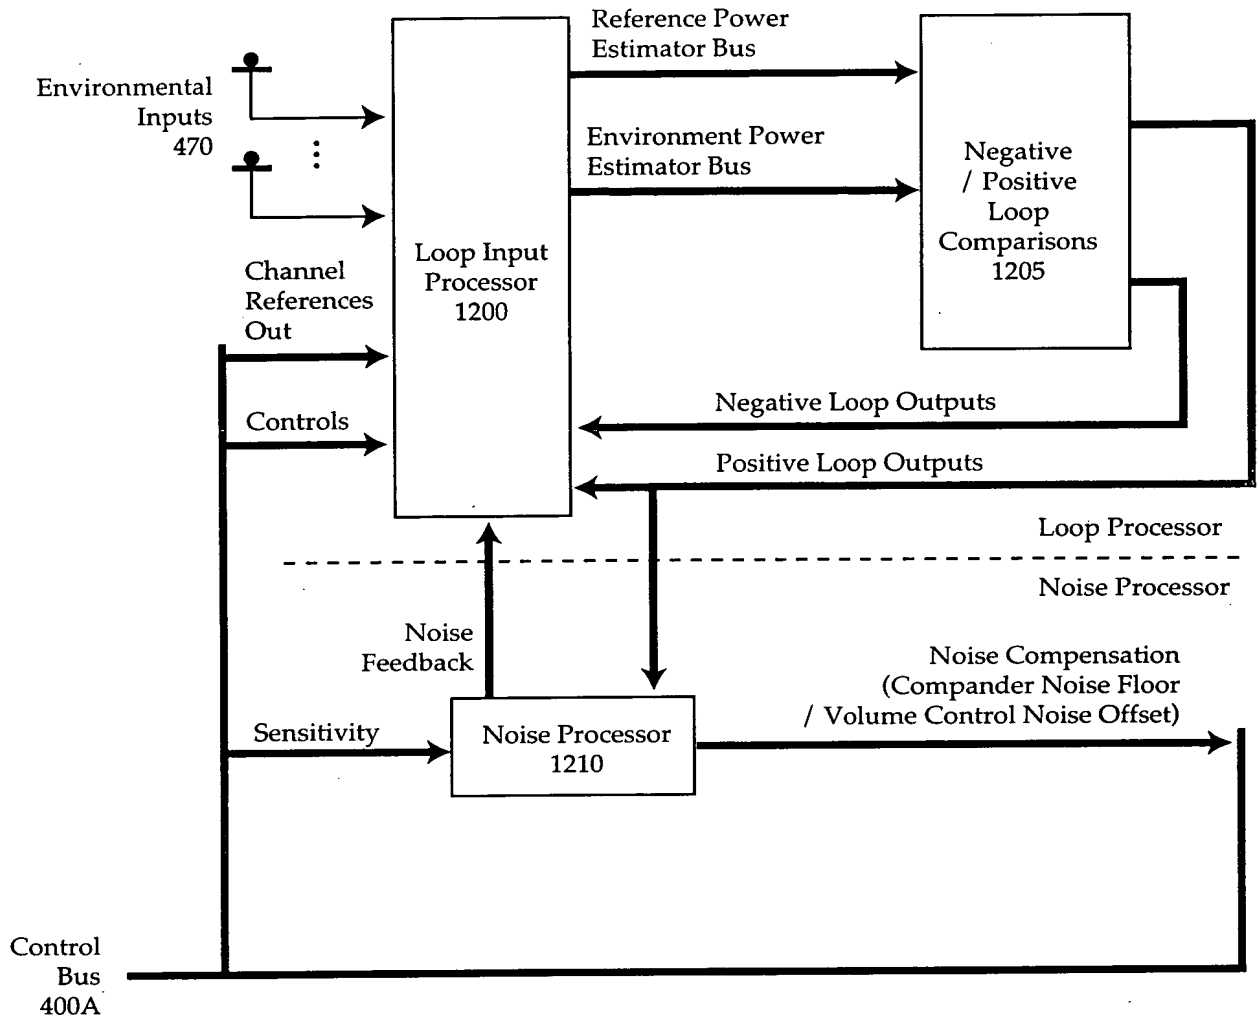 Reference Power
Estimator Bus
Environmental
Inputs
470
Environment Power
Estimator Bus
Negative
/ Positive
Loop
Comparisons
1205
Loop Input
Processor
1200
Channel
References
Out
Controls
Negative Loop Outputs
Positive Loop Outputs
Loop Processor
Noise Processor
Noise
Feedback
Noise Compensation
(Compander Noise Floor
/ Volume Control Noise Offset)
Sensitivity
Noise Processor
1210
Control
Bus
400A